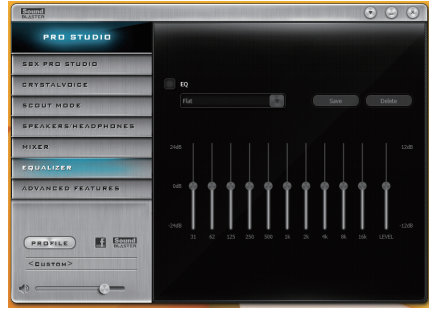 Sound BLASTER
PRO STUDIO
SBX PRO STUDIO
CRYSTALVOICE
SCOUT MODE
SPEAKERS/HEADPHONES
MIXER
EQUALIZER
ADVANCED FEATURES
PROFILE
f
Sound BLASTER
<CUSTOM>
EQ
Flat
Save Delete
24dB 12dB
0dB
-24dB -12dB
31 62 125 250 500 1k 2k 4k 8k 16k LEVEL